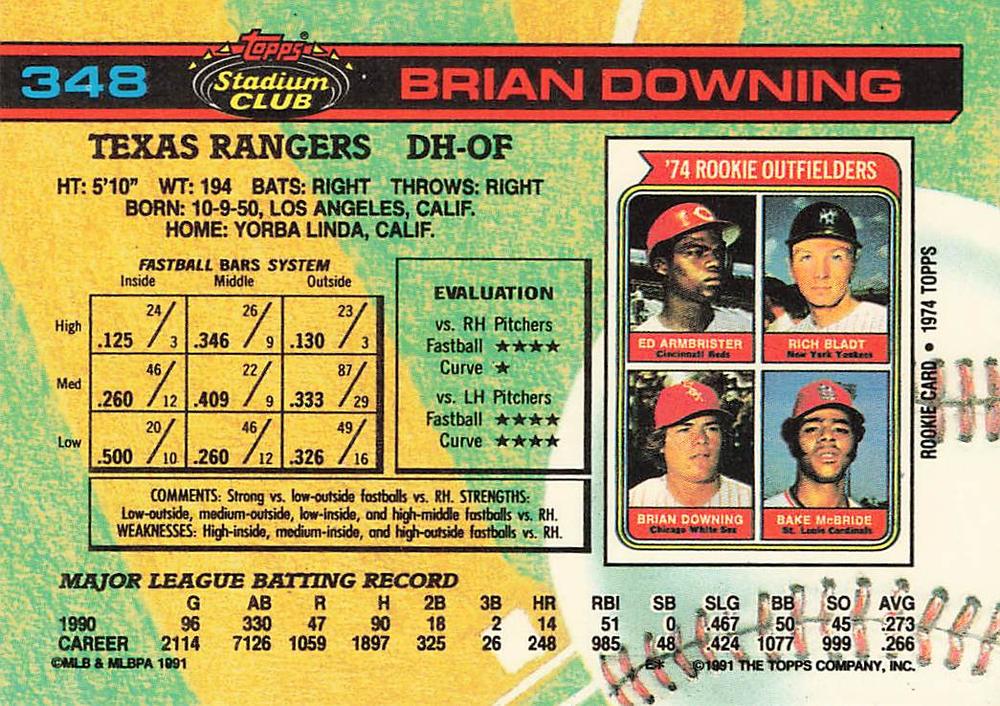 348
topps®
Stadium
CLUB
BRIAN DOWNING
TEXAS RANGERS DH-OF
HT: 5'10" WT: 194 BATS: RIGHT THROWS: RIGHT
BORN: 10-9-50, LOS ANGELES, CALIF.
HOME: YORBA LINDA, CALIF.
FASTBALL BARS SYSTEM
Inside Middle Outside
High .125 24/3 .346 26/9 .130 23/3
Med .260 46/12 .409 22/9 .333 87/29
Low .500 20/10 .260 46/12 .326 49/16
EVALUATION
vs. RH Pitchers
Fastball ★★★★
Curve ★
vs. LH Pitchers
Fastball ★★★★
Curve ★★★★
COMMENTS: Strong vs. low-outside fastballs vs. RH. STRENGTHS:
Low-outside, medium-outside, low-inside, and high-middle fastballs vs. RH.
WEAKNESSES: High-inside, medium-inside, and high-outside fastballs vs. RH.
'74 ROOKIE OUTFIELDERS
ED ARMBRISTER
Cincinnati Reds
RICH BLADT
New York Yankees
BRIAN DOWNING
Chicago White Sox
BAKE McBRIDE
St. Louis Cardinals
ROOKIE CARD • 1974 TOPPS
MAJOR LEAGUE BATTING RECORD
G AB R H 2B 3B HR RBI SB SLG BB SO AVG
1990 96 330 47 90 18 2 14 51 0 .467 50 45 .273
CAREER 2114 7126 1059 1897 325 26 248 985 48 .424 1077 999 .266
©MLB & MLBPA 1991
E* ©1991 THE TOPPS COMPANY, INC.